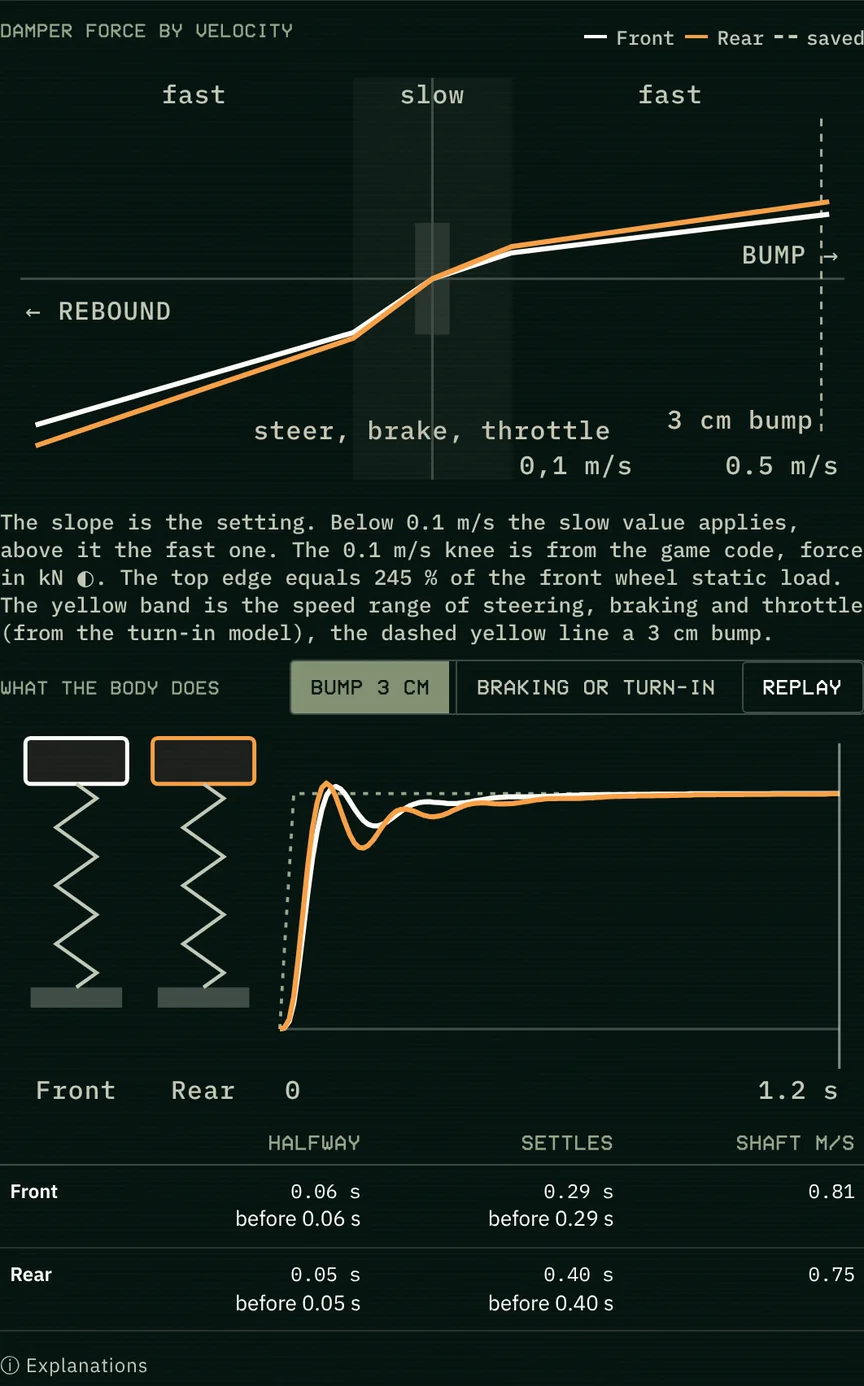 DAMPER FORCE BY VELOCITY
Front Rear saved
fast slow fast
BUMP →
← REBOUND
3 cm bump
steer, brake, throttle
0,1 m/s 0.5 m/s
The slope is the setting. Below 0.1 m/s the slow value applies,
above it the fast one. The 0.1 m/s knee is from the game code, force
in kN ◐. The top edge equals 245 % of the front wheel static load.
The yellow band is the speed range of steering, braking and throttle
(from the turn-in model), the dashed yellow line a 3 cm bump.
WHAT THE BODY DOES BUMP 3 CM BRAKING OR TURN-IN REPLAY
Front Rear 0 1.2 s
HALFWAY SETTLES SHAFT M/S
Front 0.06 s 0.29 s 0.81
before 0.06 s before 0.29 s
Rear 0.05 s 0.40 s 0.75
before 0.05 s before 0.40 s
ⓘ Explanations